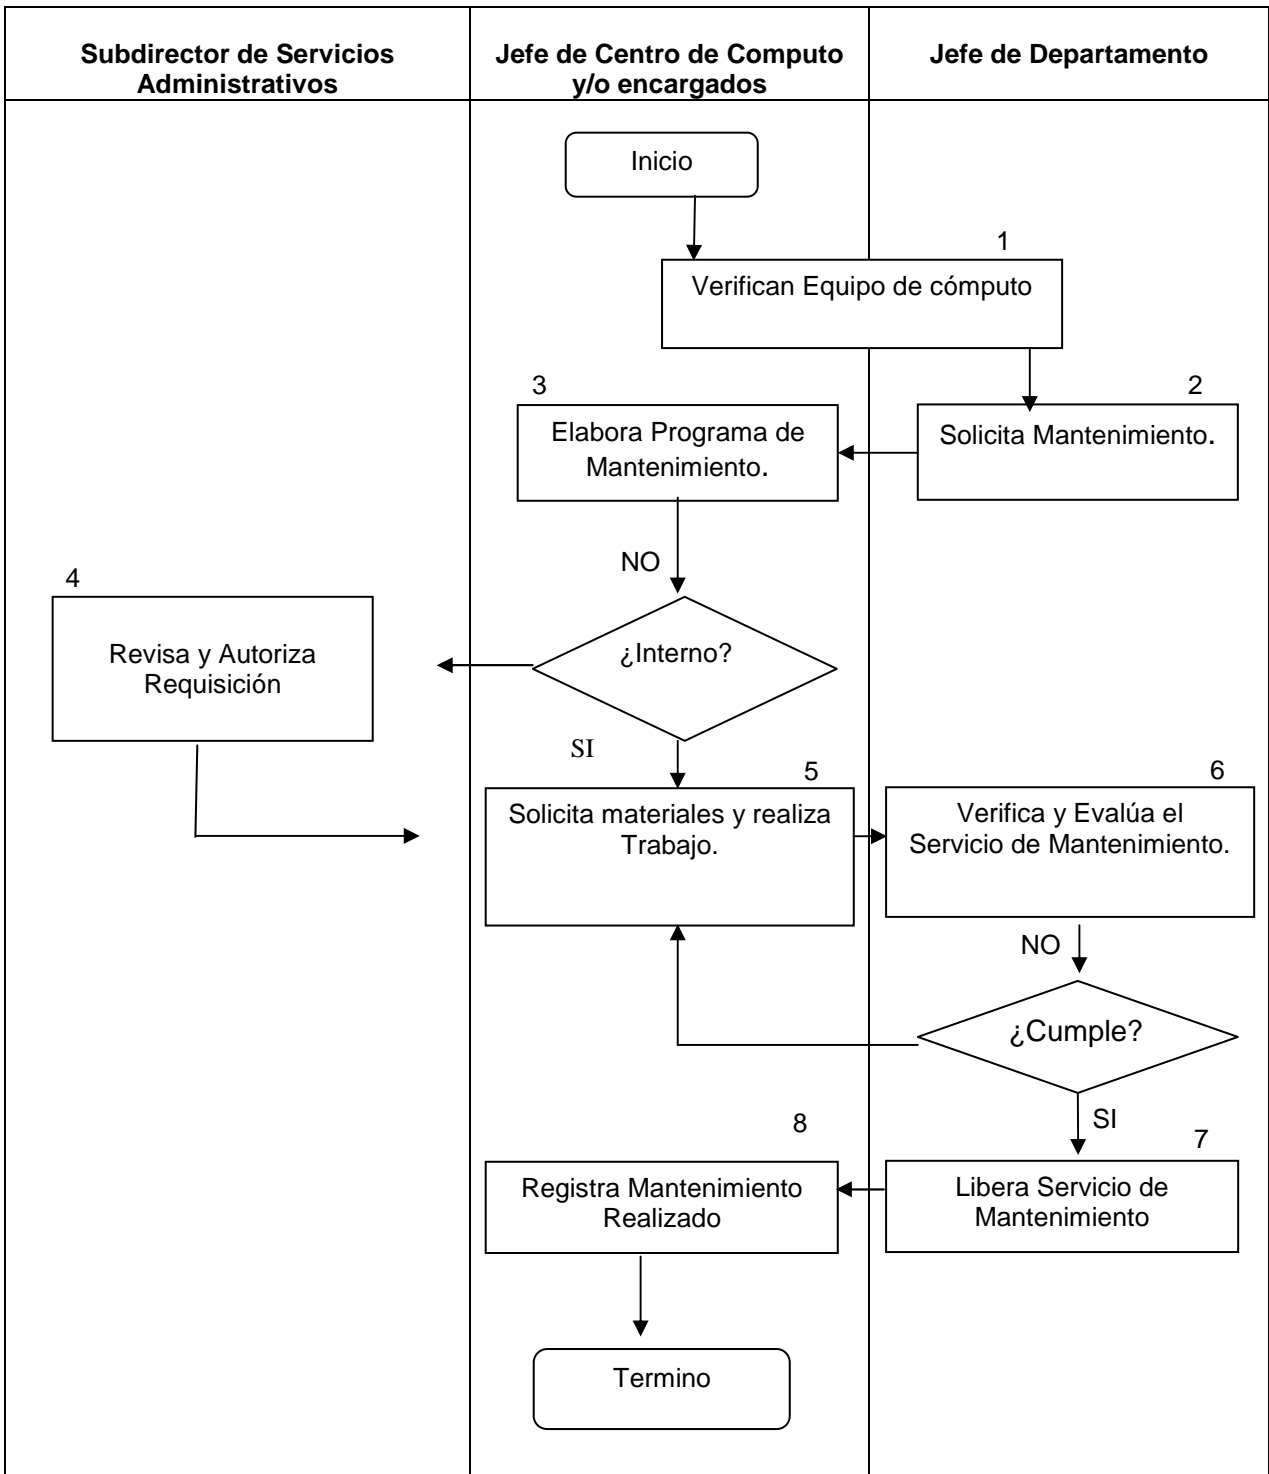 Subdirector de Servicios
Administrativos
Jefe de Centro de Computo
y/o encargados
Jefe de Departamento
Inicio
1
Verifican Equipo de cómputo
2
Solicita Mantenimiento.
3
Elabora Programa de
Mantenimiento.
NO
¿Interno?
4
Revisa y Autoriza
Requisición
SI
5
Solicita materiales y realiza
Trabajo.
6
Verifica y Evalúa el
Servicio de Mantenimiento.
NO
¿Cumple?
SI
7
Libera Servicio de
Mantenimiento
8
Registra Mantenimiento
Realizado
Termino